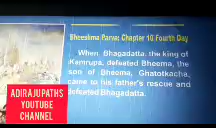 Bheeshma Parva: Chapter 10 Fourth Day
When Bhagadatta, the king of
Kamrupa, defeated Bheema, the
son of Bheema, Ghatotkacha,
came to his father's rescue and
defeated Bhagadatta.
ADIRAJUPATHS
YOUTUBE
CHANNEL